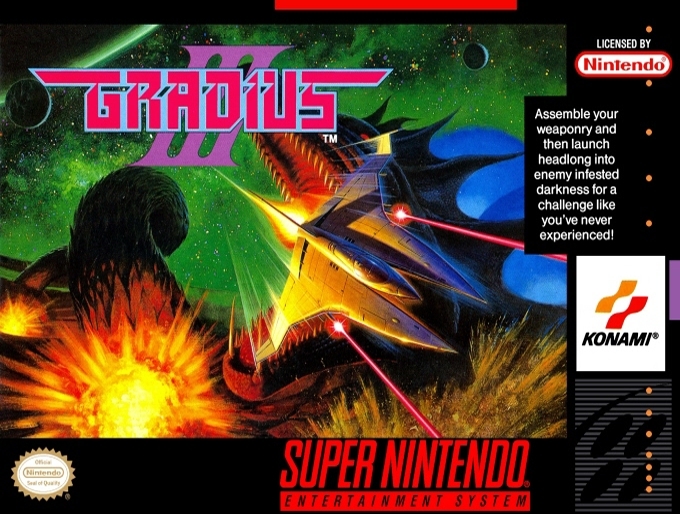 GRADIUS
III
TM
LICENSED BY
Nintendo®
Assemble your
weaponry and
then launch
headlong into
enemy infested
darkness for a
challenge like
you've never
experienced!
KONAMI®
Official
Nintendo
Seal of Quality
SUPER NINTENDO®
ENTERTAINMENT SYSTEM